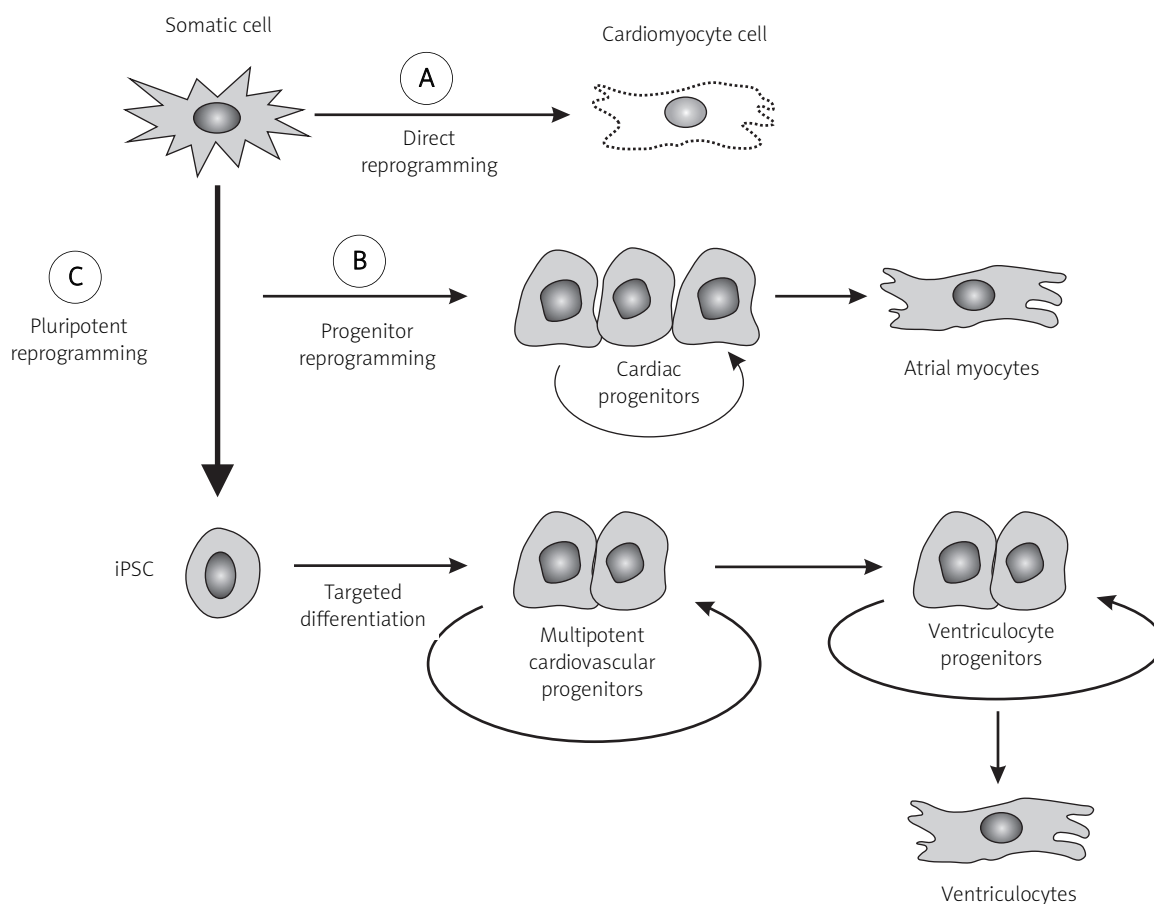 Somatic cell
Cardiomyocyte cell
A
Direct
reprogramming
B
C
Progenitor
reprogramming
Pluripotent
reprogramming
Cardiac
progenitors
Atrial myocytes
iPSC
Targeted
differentiation
Multipotent
cardiovascular
progenitors
Ventriculocyte
progenitors
Ventriculocytes